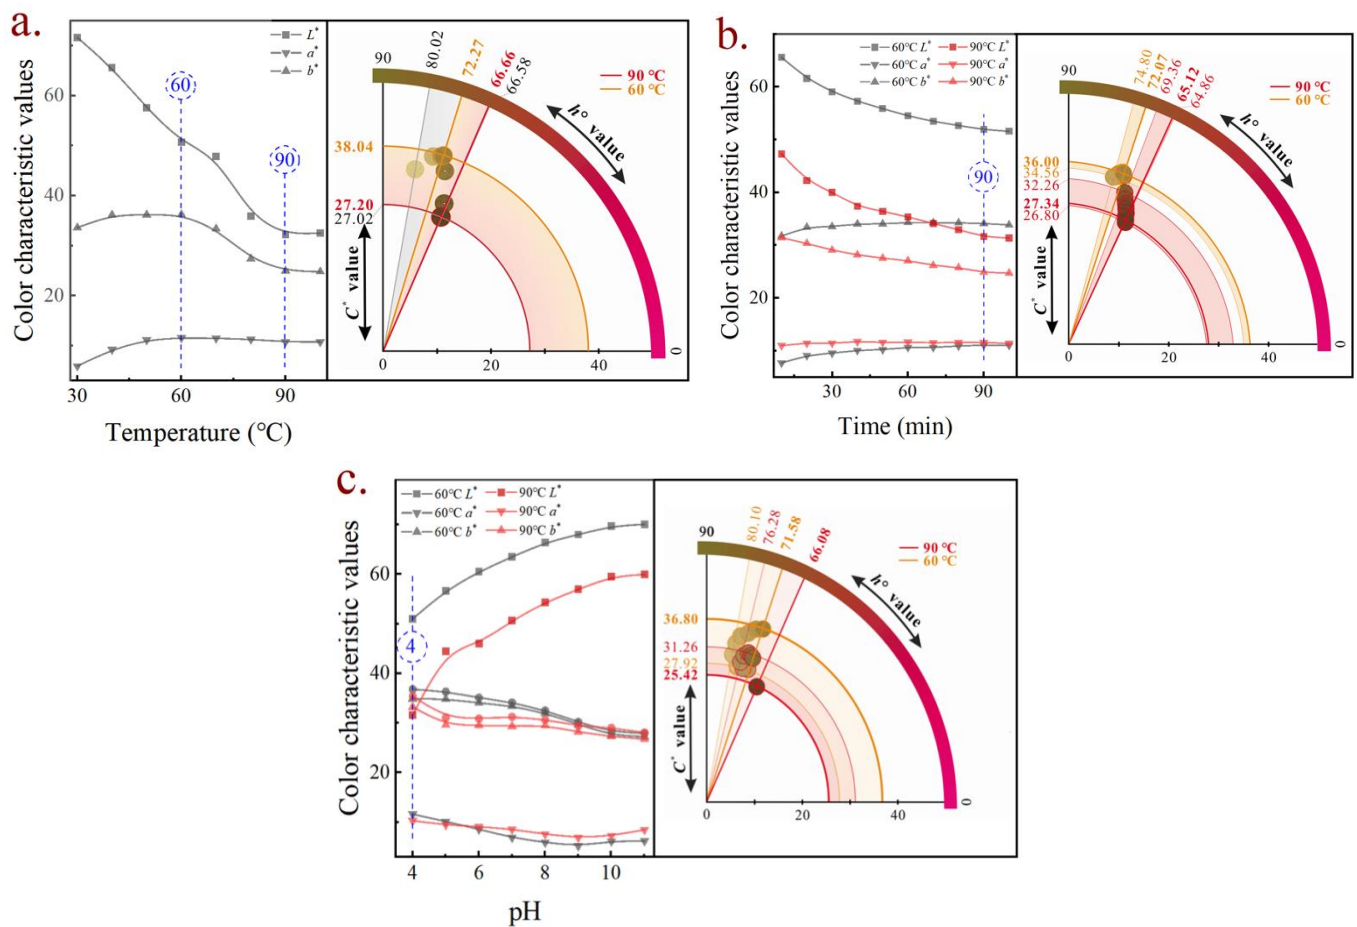 a.
L*
a*
b*
60
90
Color characteristic values
60
40
20
30
60
90
Temperature (°C)
90
80.02
72.27
66.66
66.58
90 °C
60 °C
h° value
38.04
27.20
27.02
C* value
0
20
40
0
b.
60°C L*
90°C L*
60°C a*
90°C a*
60°C b*
90°C b*
90
Color characteristic values
60
40
20
30
60
90
Time (min)
90
74.80
72.07
69.36
65.12
64.86
90 °C
60 °C
h° value
36.00
34.56
32.26
27.34
26.80
C* value
0
20
40
0
c.
60°C L*
90°C L*
60°C a*
90°C a*
60°C b*
90°C b*
4
Color characteristic values
60
40
20
4
6
8
10
pH
90
80.10
76.28
71.58
66.08
90 °C
60 °C
h° value
36.80
31.26
27.92
25.42
C* value
0
20
40
0